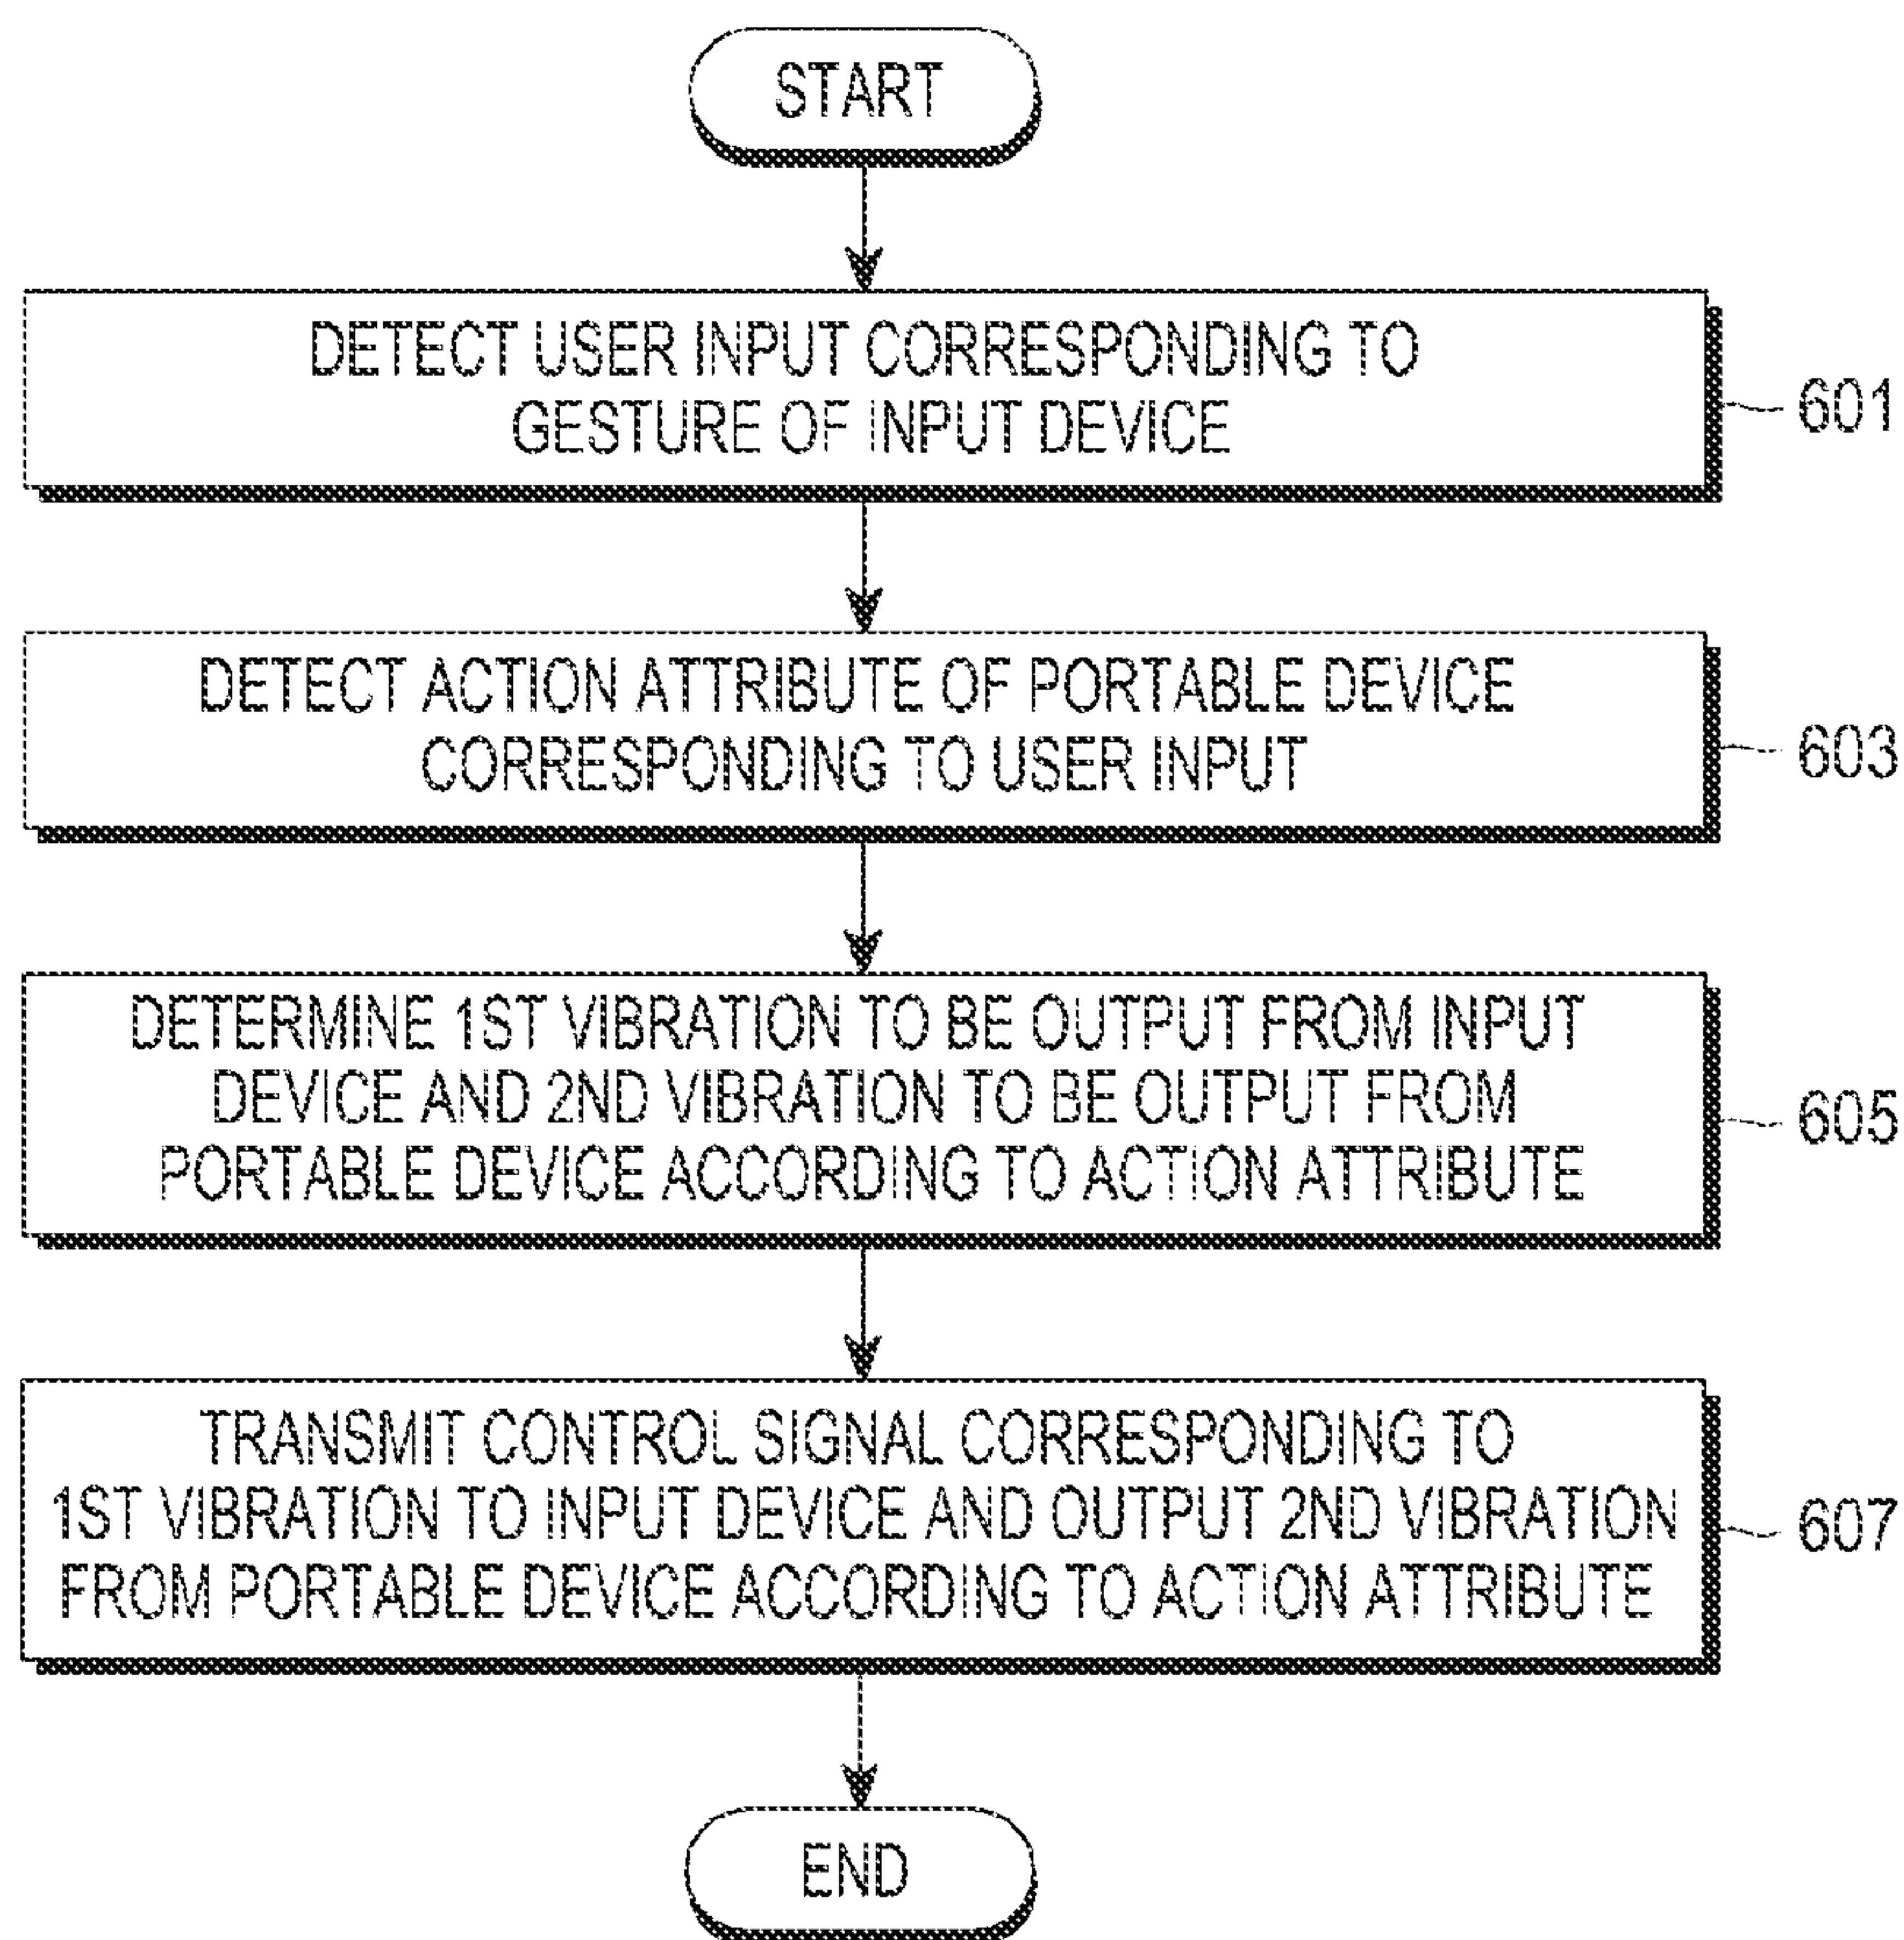 START
DETECT USER INPUT CORRESPONDING TO
GESTURE OF INPUT DEVICE
601
DETECT ACTION ATTRIBUTE OF PORTABLE DEVICE
CORRESPONDING TO USER INPUT
603
DETERMINE 1ST VIBRATION TO BE OUTPUT FROM INPUT
DEVICE AND 2ND VIBRATION TO BE OUTPUT FROM
PORTABLE DEVICE ACCORDING TO ACTION ATTRIBUTE
605
TRANSMIT CONTROL SIGNAL CORRESPONDING TO
1ST VIBRATION TO INPUT DEVICE AND OUTPUT 2ND VIBRATION
FROM PORTABLE DEVICE ACCORDING TO ACTION ATTRIBUTE
607
END